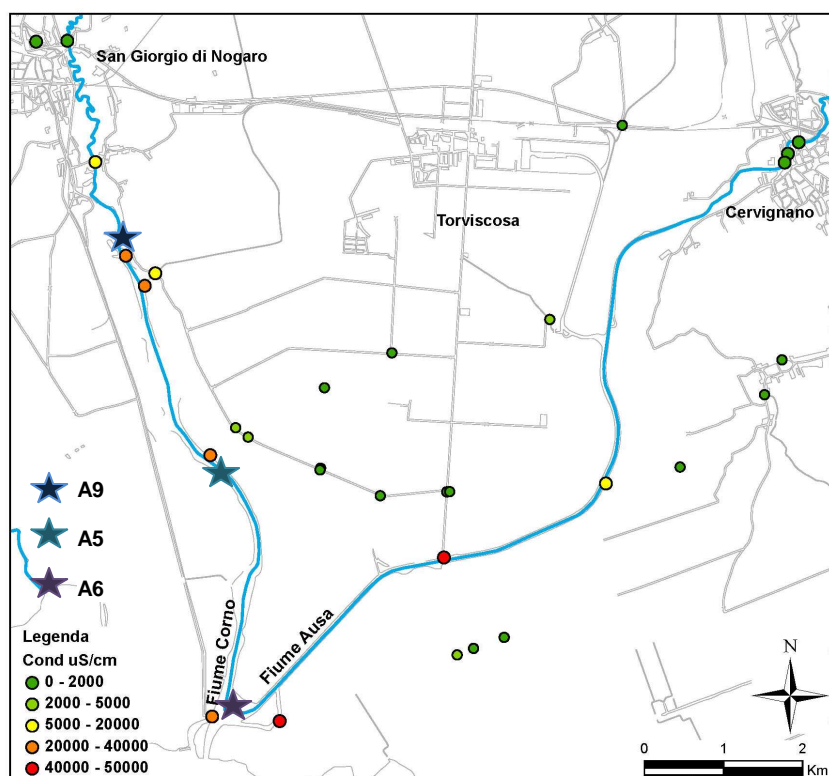 San Giorgio di Nogaro
Torviscosa
Cervignano
A9
A5
A6
Fiume Corno
Fiume Ausa
Legenda
Cond uS/cm
0 - 2000
2000 - 5000
5000 - 20000
20000 - 40000
40000 - 50000
N
0 1 2
Km